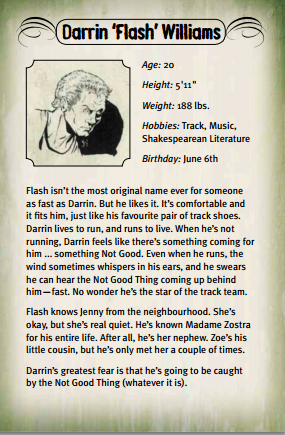 Darrin ‘Flash’ Williams
Age: 20
Height: 5'11"
Weight: 188 lbs.
Hobbies: Track, Music,
Shakespearean Literature
Birthday: June 6th
Flash isn’t the most original name ever for someone
as fast as Darrin. But he likes it. It’s comfortable and
it fits him, just like his favourite pair of track shoes.
Darrin lives to run, and runs to live. When he’s not
running, Darrin feels like there’s something coming for
him ... something Not Good. Even when he runs, the
wind sometimes whispers in his ears, and he swears
he can hear the Not Good Thing coming up behind
him—fast. No wonder he’s the star of the track team.
Flash knows Jenny from the neighbourhood. She’s
okay, but she’s real quiet. He’s known Madame Zostra
for his entire life. After all, he’s her nephew. Zoe’s his
little cousin, but he’s only met her a couple of times.
Darrin’s greatest fear is that he’s going to be caught
by the Not Good Thing (whatever it is).